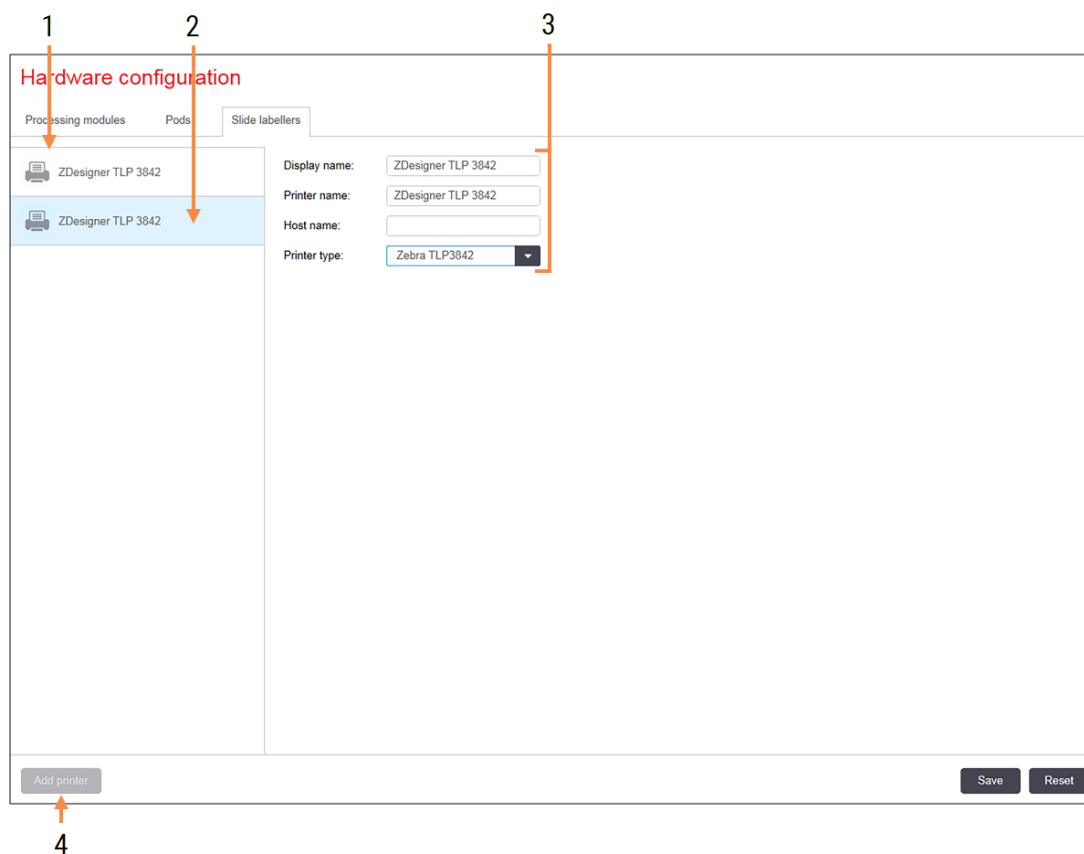 1 2 3
Hardware configuration
Processing modules Pods Slide labellers
ZDesigner TLP 3842
ZDesigner TLP 3842
Display name: ZDesigner TLP 3842
Printer name: ZDesigner TLP 3842
Host name:
Printer type: Zebra TLP3842
Add printer Save Reset
4